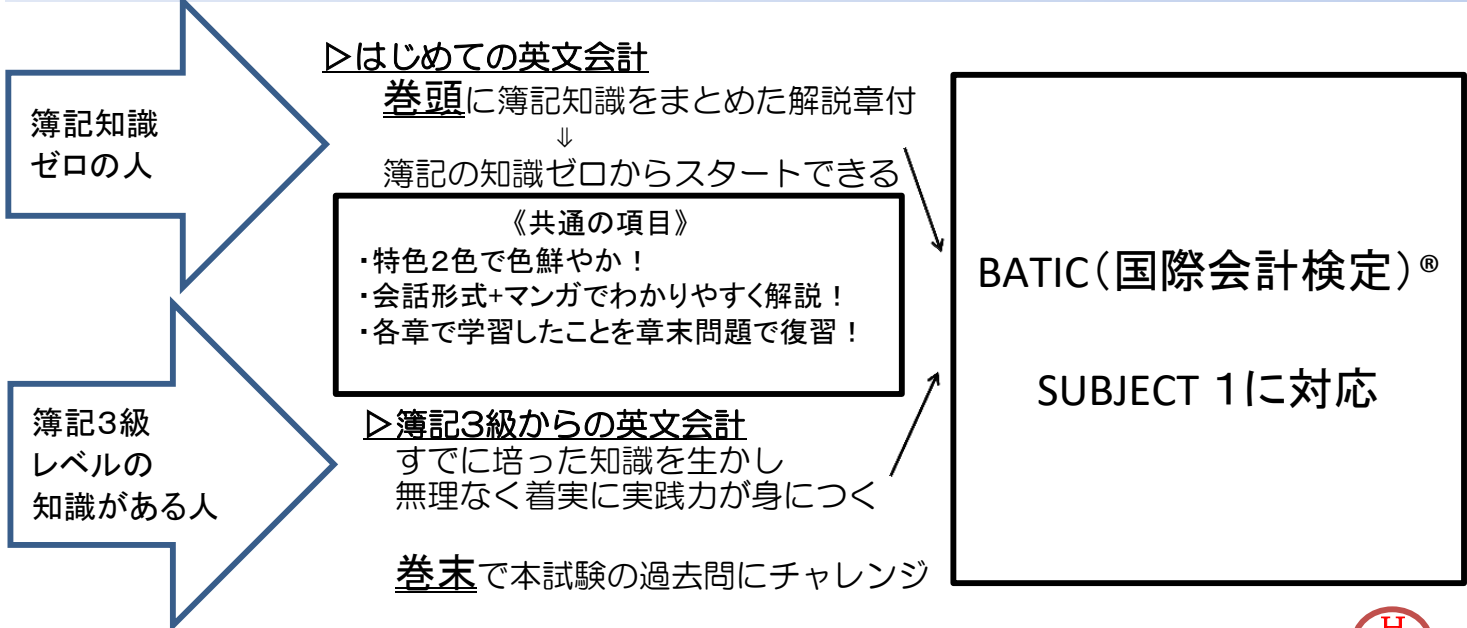 簿記知識
ゼロの人
▷はじめての英文会計
巻頭に簿記知識をまとめた解説章付
⇓
簿記の知識ゼロからスタートできる
《共通の項目》
・特色2色で色鮮やか！
・会話形式+マンガでわかりやすく解説！
・各章で学習したことを章末問題で復習！
簿記3級
レベルの
知識がある人
▷簿記3級からの英文会計
すでに培った知識を生かし
無理なく着実に実践力が身につく
巻末で本試験の過去問にチャレンジ
BATIC（国際会計検定）®
SUBJECT 1に対応
H